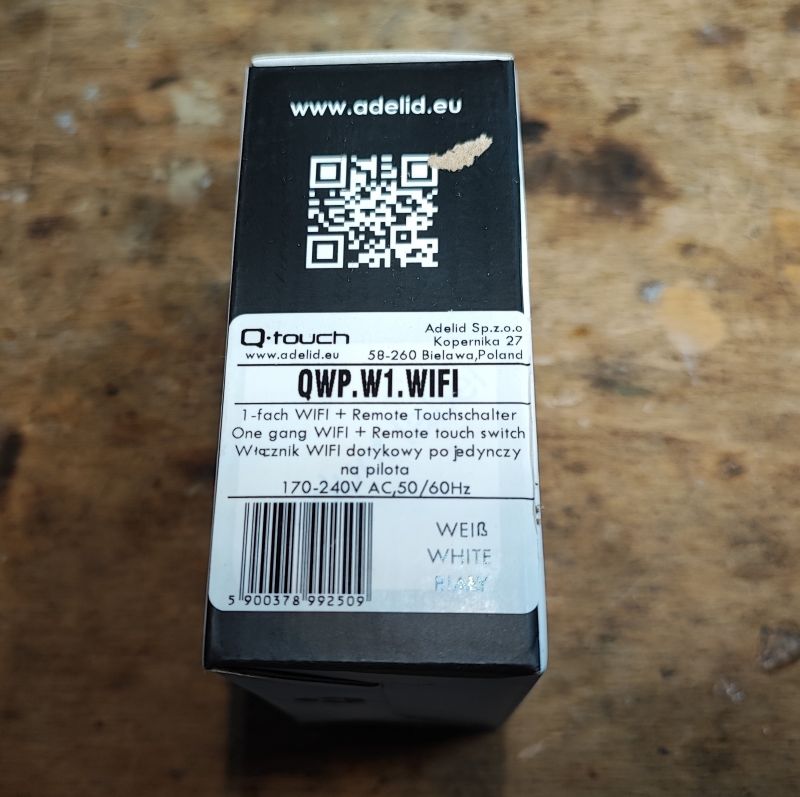 www.adelid.eu
Q·touch
www.adelid.eu
Adelid Sp.z.o.o
Kopernika 27
58-260 Bielawa,Poland
QWP.W1.WIFI
1-fach WIFI + Remote Touchschalter
One gang WIFI + Remote touch switch
Włącznik WIFI dotykowy pojedynczy
na pilota
170-240V AC,50/60Hz
WEIß
WHITE
BIAŁY
5 900378 992509